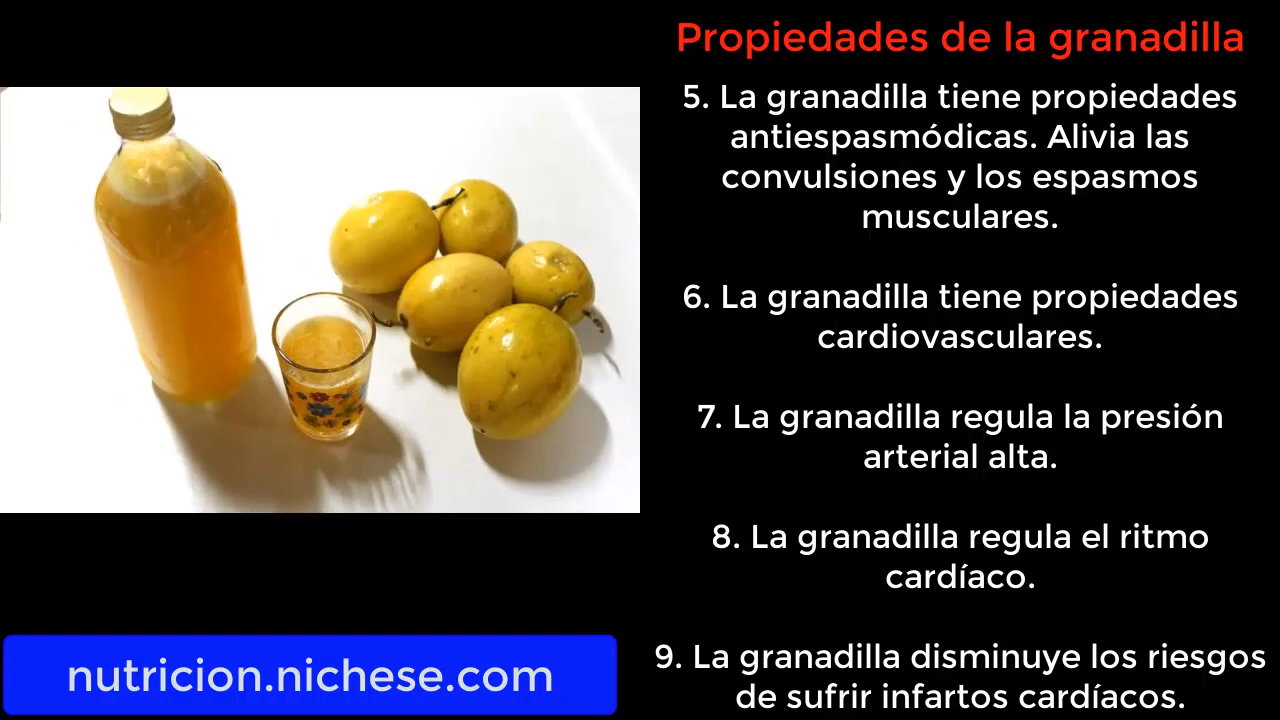 Propiedades de la granadilla
5. La granadilla tiene propiedades
antiespasmódicas. Alivia las
convulsiones y los espasmos
musculares.
6. La granadilla tiene propiedades
cardiovasculares.
7. La granadilla regula la presión
arterial alta.
8. La granadilla regula el ritmo
cardíaco.
9. La granadilla disminuye los riesgos
de sufrir infartos cardíacos.
nutricion.nichese.com